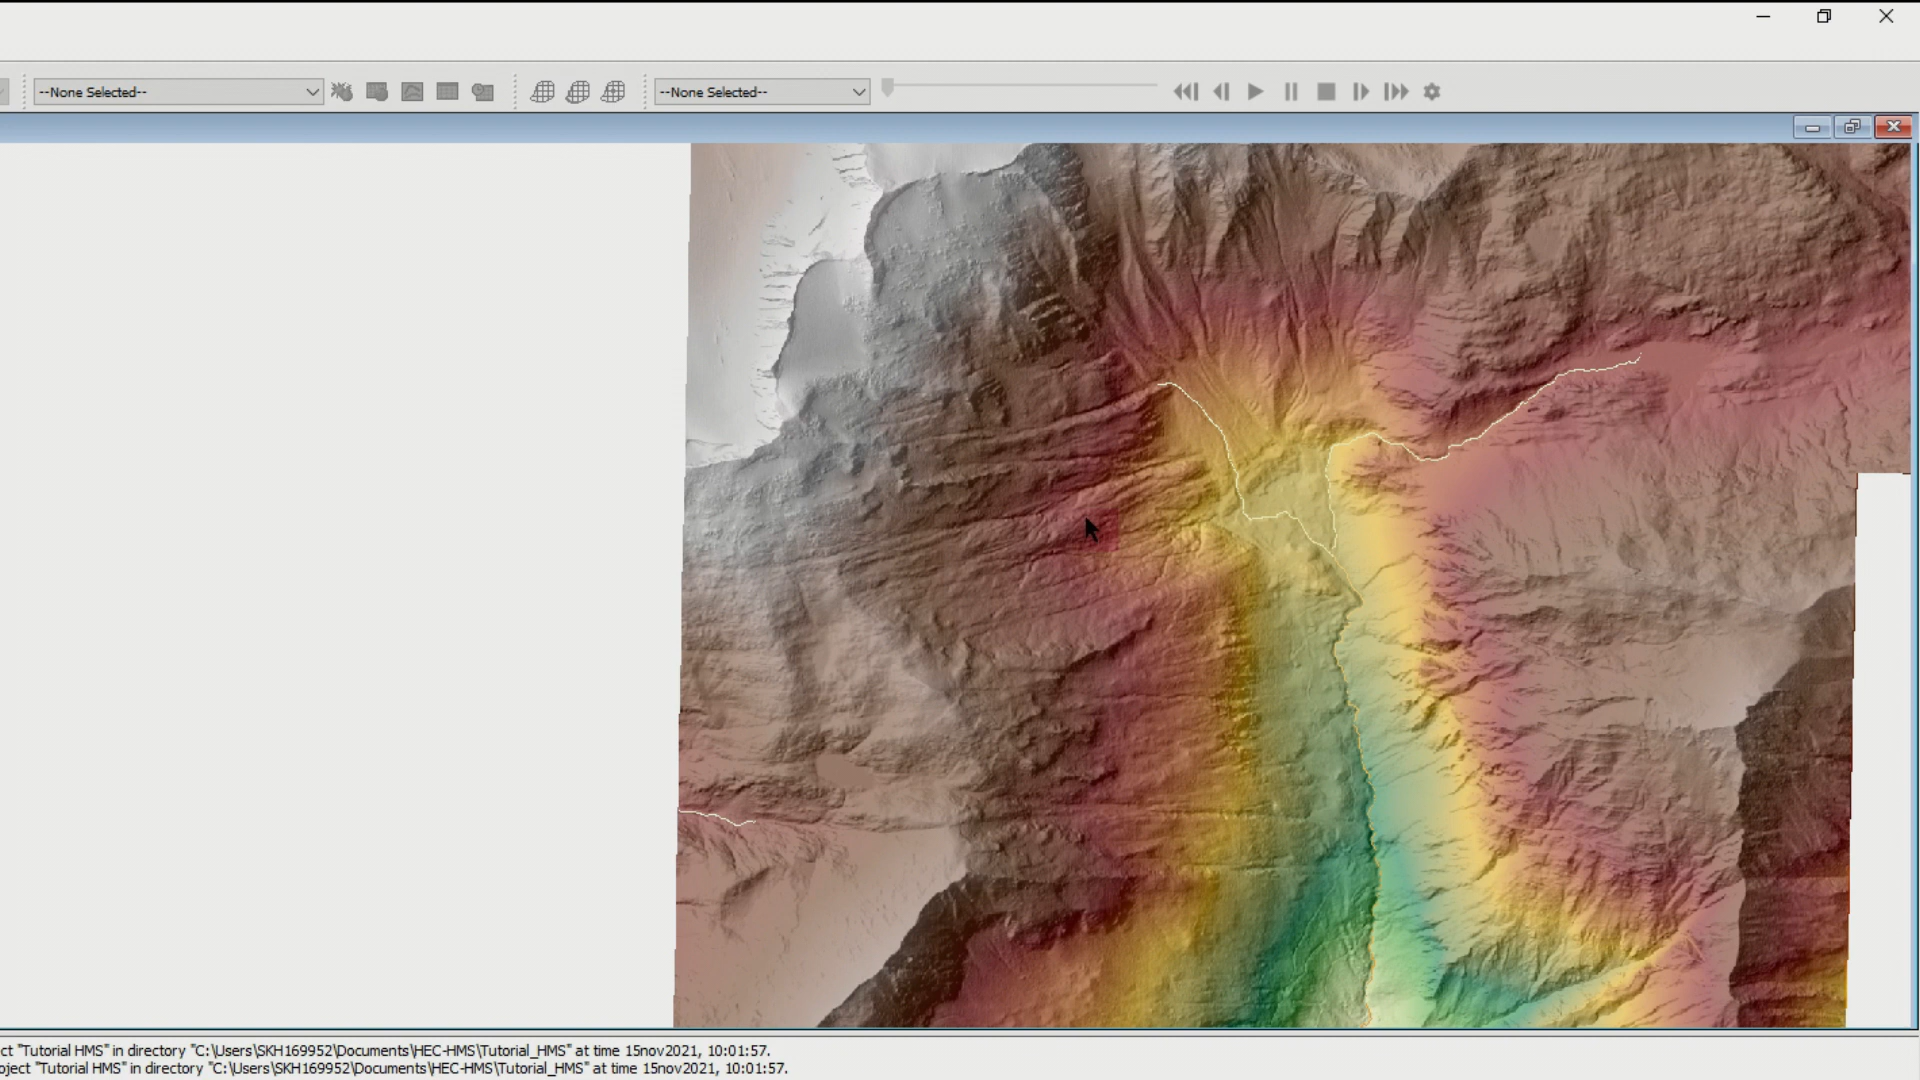 --None Selected--
--None Selected--
ct "Tutorial HMS" in directory "C:\Users\SKH169952\Documents\HEC-HMS\Tutorial_HMS" at time 15nov2021, 10:01:57.
oject "Tutorial HMS" in directory "C:\Users\SKH169952\Documents\HEC-HMS\Tutorial_HMS" at time 15nov2021, 10:01:57.